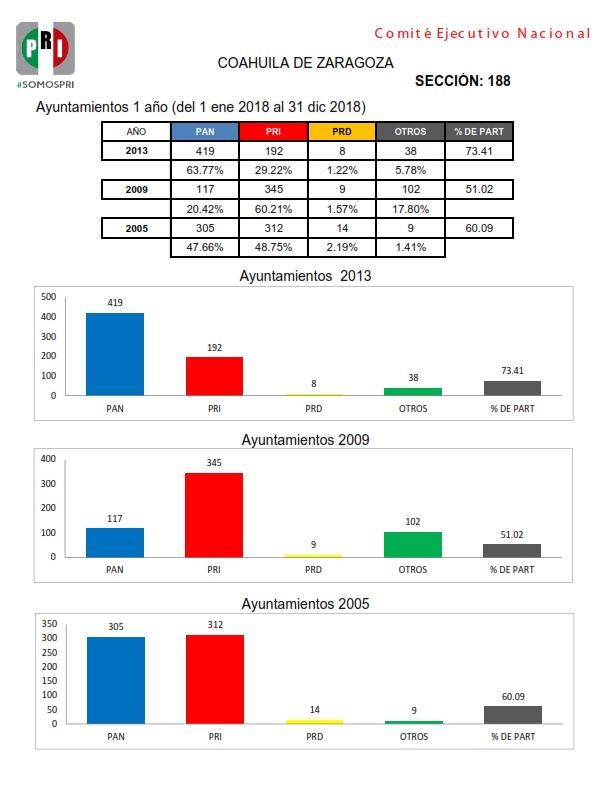 Comité Ejecutivo Nacional
PRI
#SOMOSPRI
COAHUILA DE ZARAGOZA
SECCIÓN: 188
Ayuntamientos 1 año (del 1 ene 2018 al 31 dic 2018)
AÑO PAN PRI PRD OTROS % DE PART
2013 419 192 8 38 73.41
63.77% 29.22% 1.22% 5.78%
2009 117 345 9 102 51.02
20.42% 60.21% 1.57% 17.80%
2005 305 312 14 9 60.09
47.66% 48.75% 2.19% 1.41%
Ayuntamientos 2013
500
400
300
200
100
0
419 192 8 38 73.41
PAN PRI PRD OTROS % DE PART
Ayuntamientos 2009
400
300
200
100
0
117 345 9 102 51.02
PAN PRI PRD OTROS % DE PART
Ayuntamientos 2005
350
300
250
200
150
100
50
0
305 312 14 9 60.09
PAN PRI PRD OTROS % DE PART